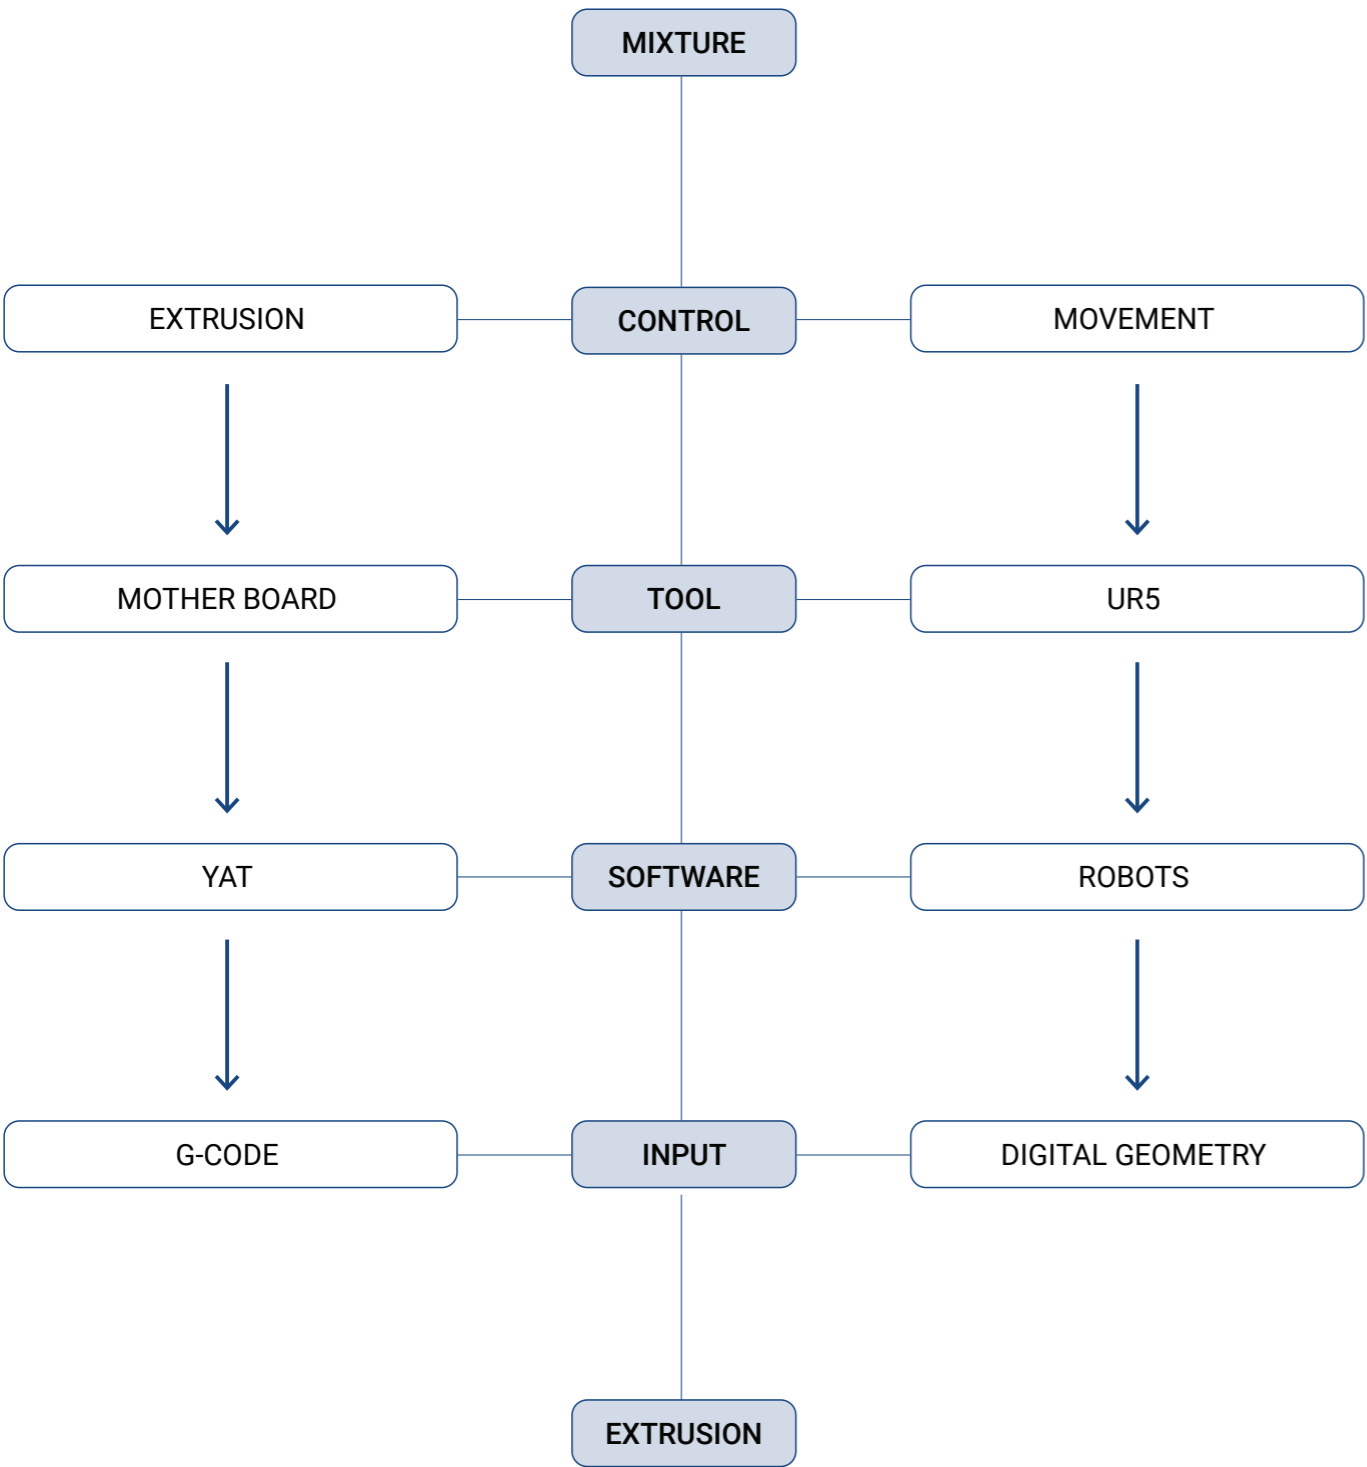 MIXTURE
EXTRUSION
CONTROL
MOVEMENT
MOTHER BOARD
TOOL
UR5
YAT
SOFTWARE
ROBOTS
G-CODE
INPUT
DIGITAL GEOMETRY
EXTRUSION